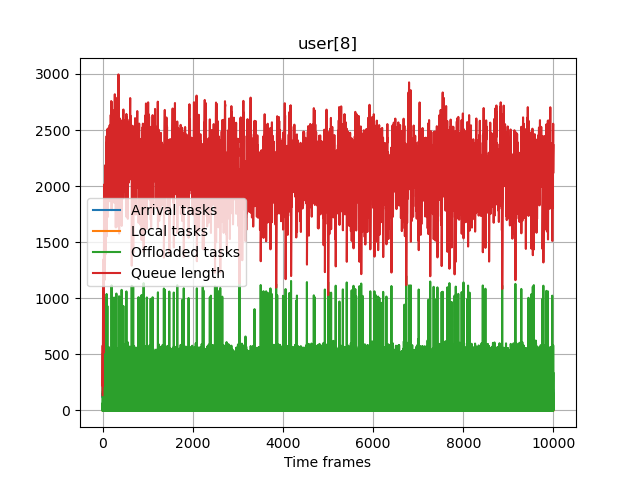 user[8]
3000
2500
2000
1500
1000
500
0
Arrival tasks
Local tasks
Offloaded tasks
Queue length
0 2000 4000 6000 8000 10000
Time frames